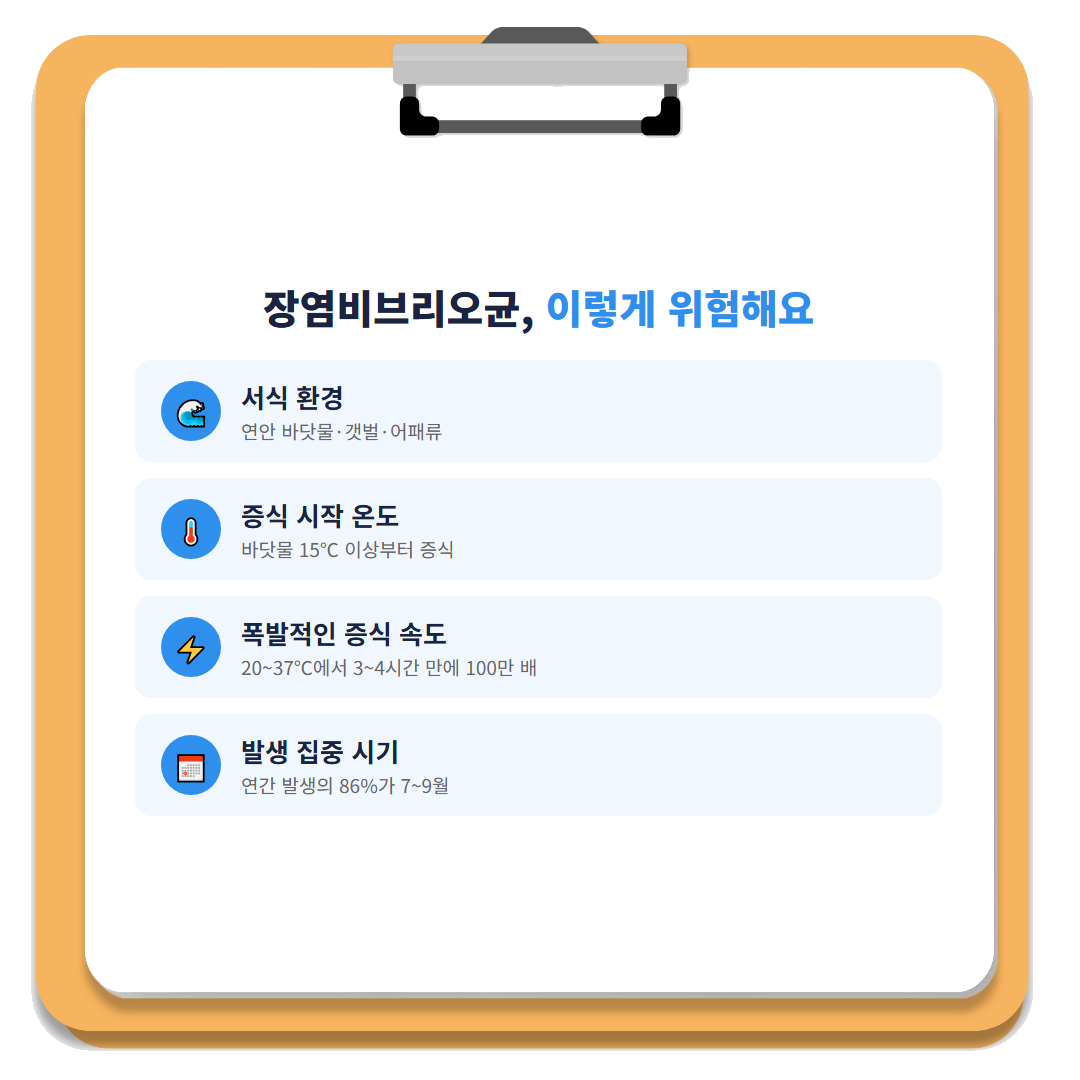 장염비브리오균, 이렇게 위험해요
서식 환경
연안 바닷물·갯벌·어패류
증식 시작 온도
바닷물 15℃ 이상부터 증식
폭발적인 증식 속도
20~37℃에서 3~4시간 만에 100만 배
발생 집중 시기
연간 발생의 86%가 7~9월